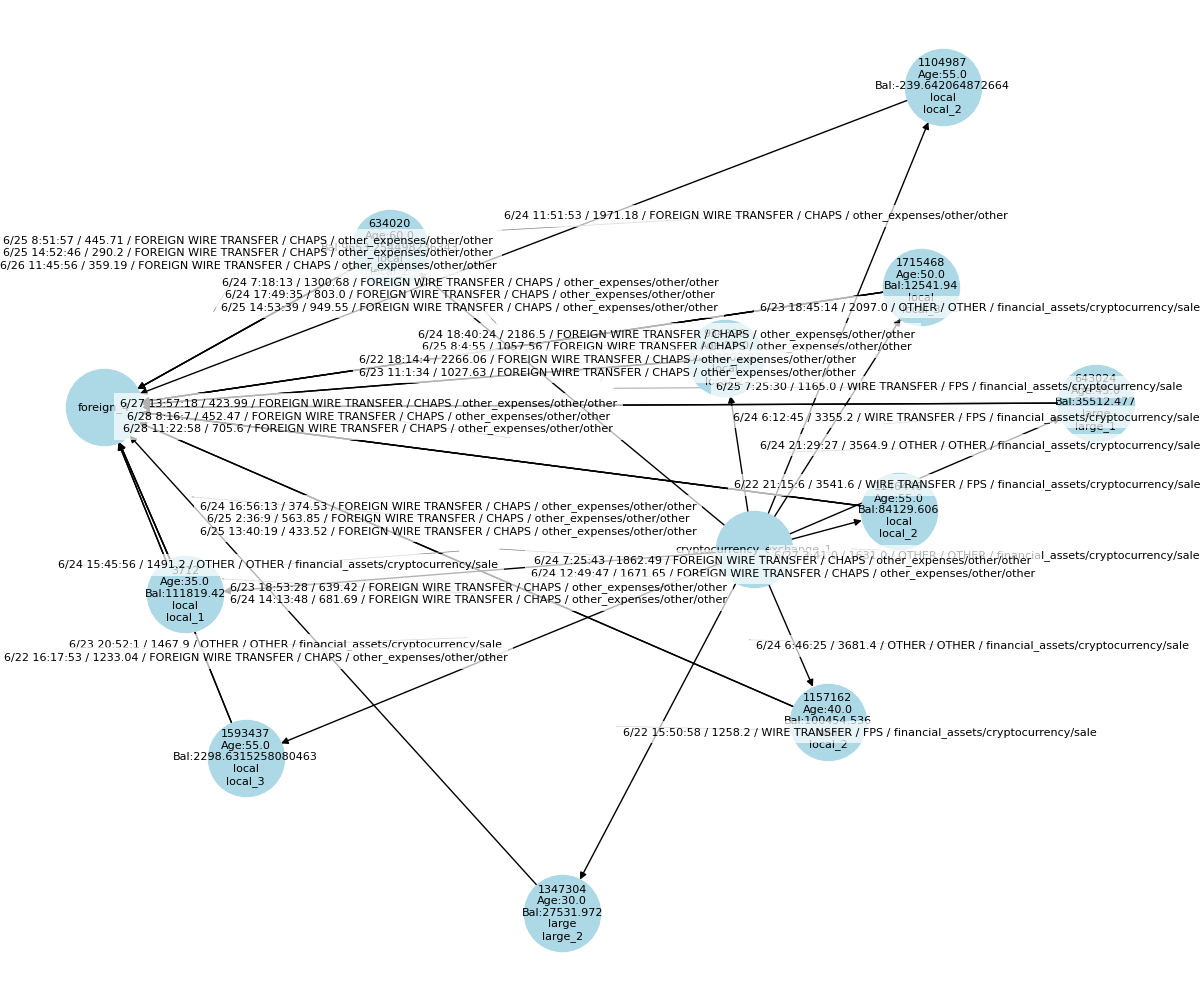 1104987
Age:55.0
Bal:-239.642064872664
local
local_2
6/24 11:51:53 / 1971.18 / FOREIGN WIRE TRANSFER / CHAPS / other_expenses/other/other
634020
Age:60.0
6/25 8:51:57 / 445.71 / FOREIGN WIRE TRANSFER / CHAPS / other_expenses/other/other
6/25 14:52:46 / 290.2 / FOREIGN WIRE TRANSFER / CHAPS / other_expenses/other/other
6/26 11:45:56 / 359.19 / FOREIGN WIRE TRANSFER / CHAPS / other_expenses/other/other
1715468
Age:50.0
Bal:12541.94
local
6/24 7:18:13 / 1300.68 / FOREIGN WIRE TRANSFER / CHAPS / other_expenses/other/other
6/24 17:49:35 / 803.0 / FOREIGN WIRE TRANSFER / CHAPS / other_expenses/other/other
6/25 14:53:39 / 949.55 / FOREIGN WIRE TRANSFER / CHAPS / other_expenses/other/other
6/23 18:45:14 / 2097.0 / OTHER / OTHER / financial_assets/cryptocurrency/sale
6/24 18:40:24 / 2186.5 / FOREIGN WIRE TRANSFER / CHAPS / other_expenses/other/other
6/25 8:4:55 / 1057.56 / FOREIGN WIRE TRANSFER / CHAPS / other_expenses/other/other
6/22 18:14:4 / 2266.06 / FOREIGN WIRE TRANSFER / CHAPS / other_expenses/other/other
6/23 11:1:34 / 1027.63 / FOREIGN WIRE TRANSFER / CHAPS / other_expenses/other/other
6/25 7:25:30 / 1165.0 / WIRE TRANSFER / FPS / financial_assets/cryptocurrency/sale
643024
Bal:35512.477
large
large_1
foreign
6/27 13:57:18 / 423.99 / FOREIGN WIRE TRANSFER / CHAPS / other_expenses/other/other
6/28 8:16:7 / 452.47 / FOREIGN WIRE TRANSFER / CHAPS / other_expenses/other/other
6/28 11:22:58 / 705.6 / FOREIGN WIRE TRANSFER / CHAPS / other_expenses/other/other
6/24 6:12:45 / 3355.2 / WIRE TRANSFER / FPS / financial_assets/cryptocurrency/sale
6/24 21:29:27 / 3564.9 / OTHER / OTHER / financial_assets/cryptocurrency/sale
6/22 21:15:6 / 3541.6 / WIRE TRANSFER / FPS / financial_assets/cryptocurrency/sale
Age:55.0
Bal:84129.606
local
local_2
6/24 16:56:13 / 374.53 / FOREIGN WIRE TRANSFER / CHAPS / other_expenses/other/other
6/25 2:36:9 / 563.85 / FOREIGN WIRE TRANSFER / CHAPS / other_expenses/other/other
6/25 13:40:19 / 433.52 / FOREIGN WIRE TRANSFER / CHAPS / other_expenses/other/other
cryptocurrency_exchange_1
1631.0 / OTHER / OTHER / financial_assets/cryptocurrency/sale
6/24 7:25:43 / 1862.49 / FOREIGN WIRE TRANSFER / CHAPS / other_expenses/other/other
6/24 12:49:47 / 1671.65 / FOREIGN WIRE TRANSFER / CHAPS / other_expenses/other/other
6/24 15:45:56 / 1491.2 / OTHER / OTHER / financial_assets/cryptocurrency/sale
Age:35.0
Bal:111819.42
local
local_1
6/23 18:53:28 / 639.42 / FOREIGN WIRE TRANSFER / CHAPS / other_expenses/other/other
6/24 14:13:48 / 681.69 / FOREIGN WIRE TRANSFER / CHAPS / other_expenses/other/other
6/23 20:52:1 / 1467.9 / OTHER / OTHER / financial_assets/cryptocurrency/sale
6/22 16:17:53 / 1233.04 / FOREIGN WIRE TRANSFER / CHAPS / other_expenses/other/other
6/24 6:46:25 / 3681.4 / OTHER / OTHER / financial_assets/cryptocurrency/sale
1157162
Age:40.0
Bal:100454.536
local_2
6/22 15:50:58 / 1258.2 / WIRE TRANSFER / FPS / financial_assets/cryptocurrency/sale
1593437
Age:55.0
Bal:2298.6315258080463
local
local_3
1347304
Age:30.0
Bal:27531.972
large
large_2